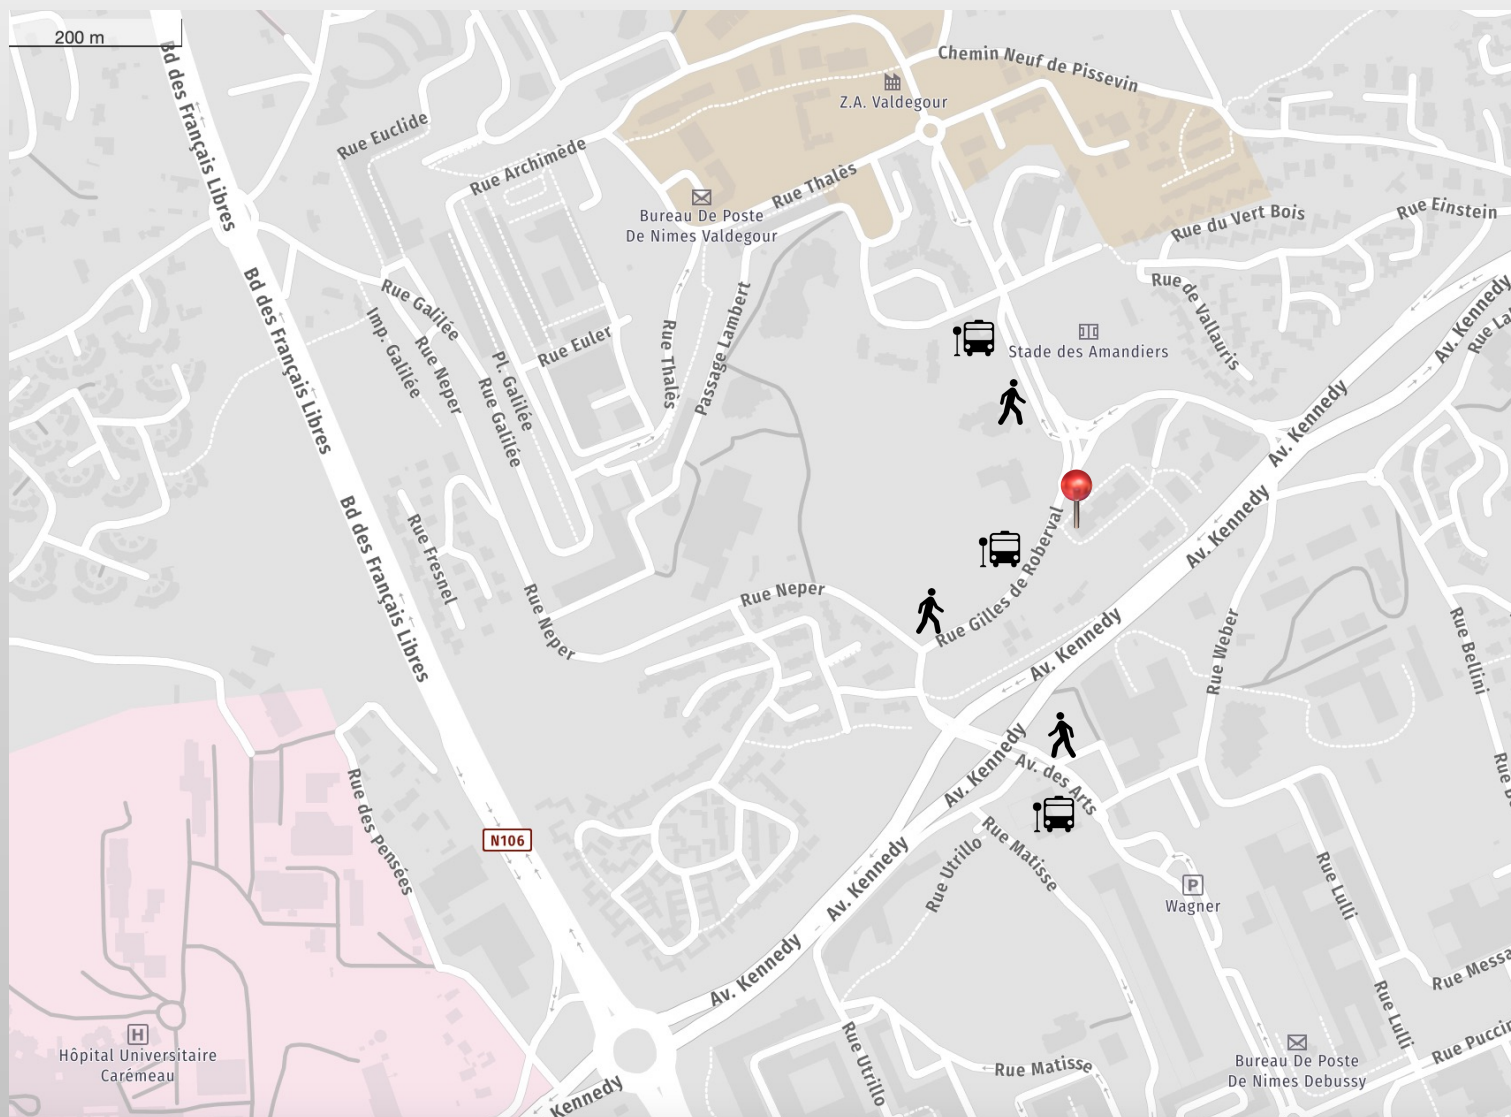 200 m
Bd des Français Libres
Chemin Neuf de Pissevin
Z.A. Valdegour
Rue Euclide
Rue Archimède
Rue Thalès
Bureau De Poste
De Nimes Valdegour
Rue du Vert Bois
Rue Einstein
Bd des Français Libres
Rue Galilée
Imp. Galilée
Rue Neper
Pl. Galilée
Rue Galilée
Rue Euler
Rue Thalès
Passage Lambert
Rue de Vallauris
Stade des Amandiers
Av. Kennedy
Av. Kennedy
Av. Kennedy
Bd des Français Libres
Rue Fresnel
Rue Neper
Rue Neper
Rue Gilles de Roberval
Av. Kennedy
Rue Weber
Rue Bellini
Av. Kennedy
Av. des Arts
Rue des Pensées
N106
Rue Matisse
Rue Utrillo
Av. Kennedy
P
Wagner
Rue Lulli
Av. Kennedy
Rue Lulli
H
Hôpital Universitaire
Carémeau
Rue Utrillo
Rue Matisse
Bureau De Poste
De Nimes Debussy
Kennedy